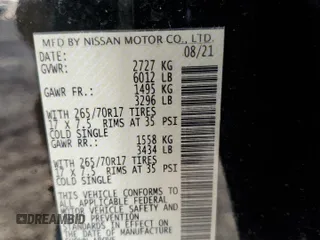 MFD BY NISSAN MOTOR CO., LTD.
DATE: 08/21
GVWR: 2727 KG
6012 LB
GAWR FR.: 1495 KG
3296 LB
WITH 265/70R17 TIRES
17 X 7.5 RIMS AT 35 PSI
COLD SINGLE
GAWR RR.: 1558 KG
3434 LB
WITH 265/70R17 TIRES
17 X 7.5 RIMS AT 35 PSI
COLD SINGLE
THIS VEHICLE CONFORMS TO
ALL APPLICABLE FEDERAL
MOTOR VEHICLE SAFETY AND
PREVENTION
STANDARDS IN EFFECT ON
THE DATE OF MANUFACTURE
DREAMBID